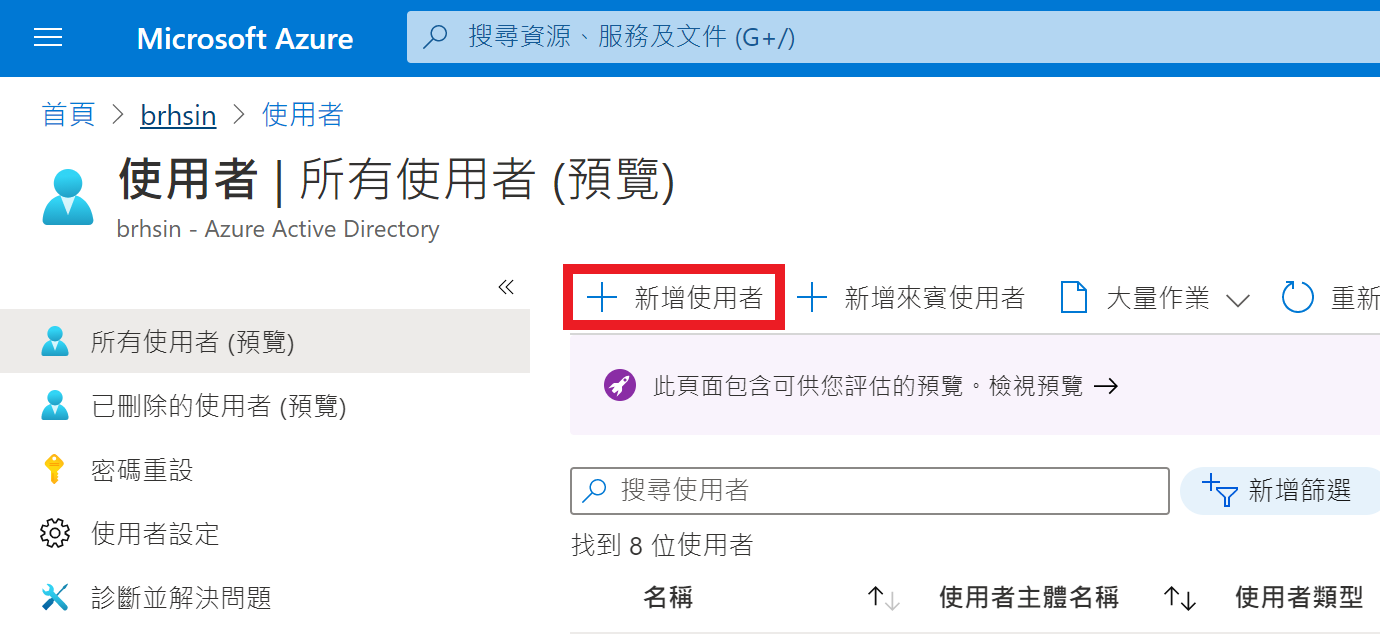 Microsoft Azure
搜尋資源、服務及文件 (G+/)
首頁 > brhsin > 使用者
使用者 | 所有使用者 (預覽)
brhsin - Azure Active Directory
«
新增使用者
新增來賓使用者
大量作業
重新
所有使用者 (預覽)
已刪除的使用者 (預覽)
密碼重設
使用者設定
診斷並解決問題
此頁面包含可供您評估的預覽。檢視預覽 →
搜尋使用者
新增篩選
找到 8 位使用者
名稱 ↑↓ 使用者主體名稱 ↑↓ 使用者類型